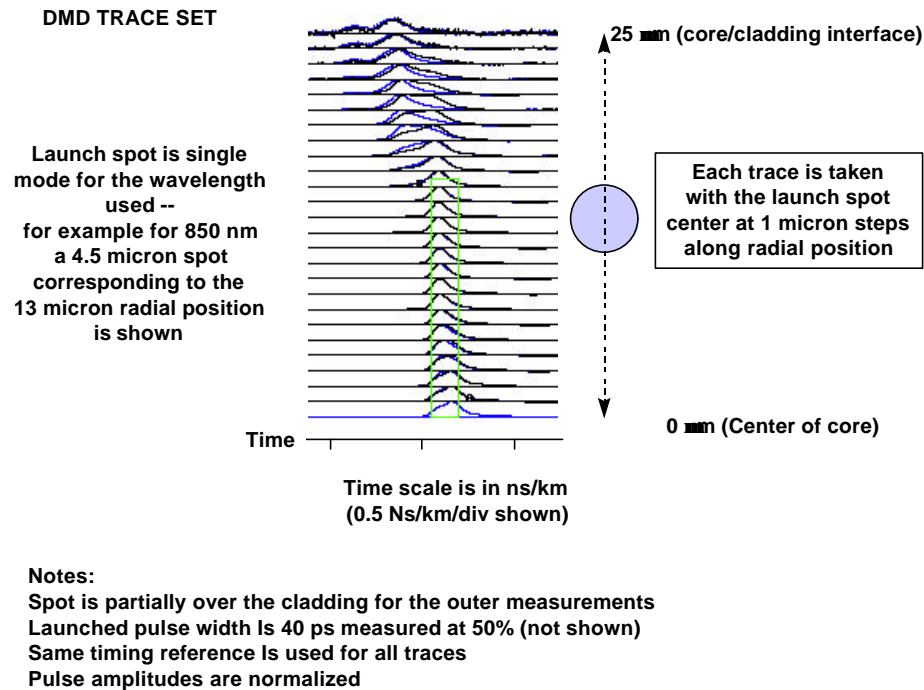 DMD TRACE SET
25 mm (core/cladding interface)
Launch spot is single
mode for the wavelength
used --
for example for 850 nm
a 4.5 micron spot
corresponding to the
13 micron radial position
is shown
Each trace is taken
with the launch spot
center at 1 micron steps
along radial position
0 mm (Center of core)
Time
Time scale is in ns/km
(0.5 Ns/km/div shown)
Notes:
Spot is partially over the cladding for the outer measurements
Launched pulse width Is 40 ps measured at 50% (not shown)
Same timing reference Is used for all traces
Pulse amplitudes are normalized